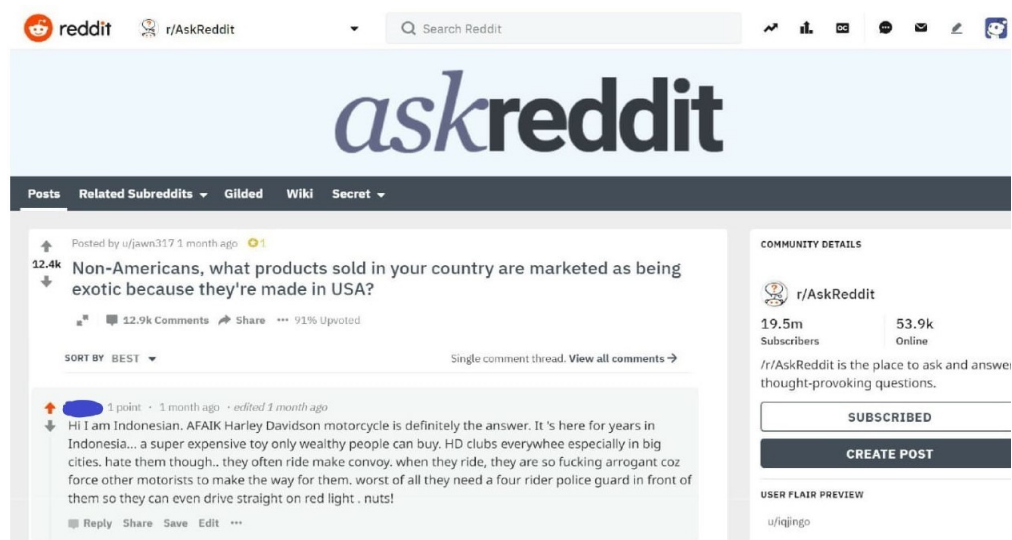 reddit r/AskReddit Search Reddit
askreddit
Posts Related Subreddits Gilded Wiki Secret
Posted by u/jawn317 1 month ago 1
12.4k
Non-Americans, what products sold in your country are marketed as being
exotic because they're made in USA?
12.9k Comments Share ••• 91% Upvoted
SORT BY BEST
Single comment thread. View all comments →
1 point · 1 month ago · edited 1 month ago
Hi I am Indonesian. AFAIK Harley Davidson motorcycle is definitely the answer. It 's here for years in
Indonesia... a super expensive toy only wealthy people can buy. HD clubs everywhee especially in big
cities. hate them though.. they often ride make convoy. when they ride, they are so fucking arrogant coz
force other motorists to make the way for them. worst of all they need a four rider police guard in front of
them so they can even drive straight on red light . nuts!
Reply Share Save Edit •••
COMMUNITY DETAILS
r/AskReddit
19.5m 53.9k
Subscribers Online
/r/AskReddit is the place to ask and answer
thought-provoking questions.
SUBSCRIBED
CREATE POST
USER FLAIR PREVIEW
u/iqjingo